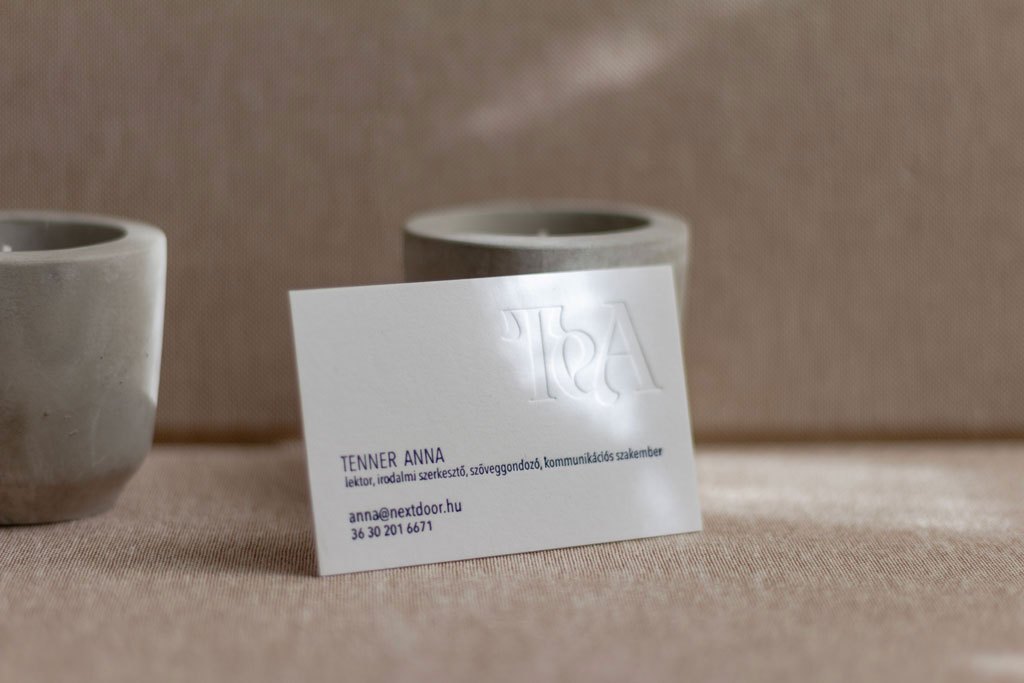 T&A
TENNER ANNA
lektor, irodalmi szerkesztő, szöveggondozó, kommunikációs szakember
anna@nextdoor.hu
36 30 201 6671